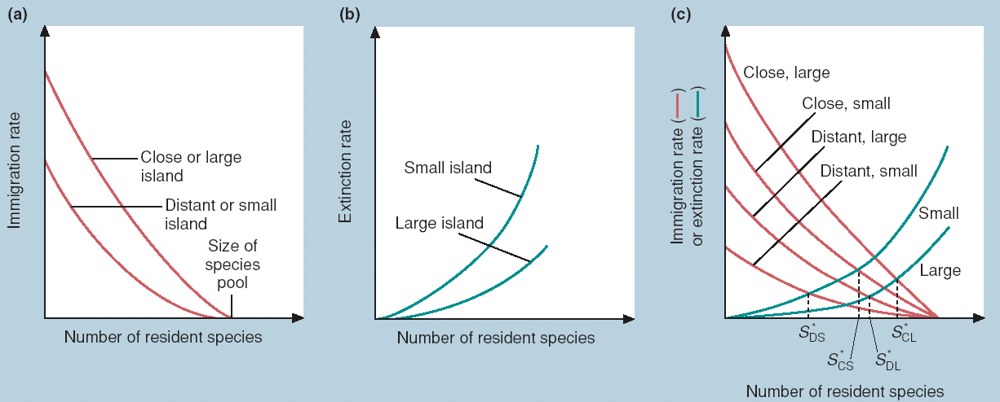 (a)
Immigration rate
Close or large
island
Distant or small
island
Size of
species
pool
Number of resident species
(b)
Extinction rate
Small island
Large island
Number of resident species
(c)
Immigration rate ( )
or extinction rate ( )
Close, large
Close, small
Distant, large
Distant, small
Small
Large
S*DS
S*CL
S*CS
S*DL
Number of resident species